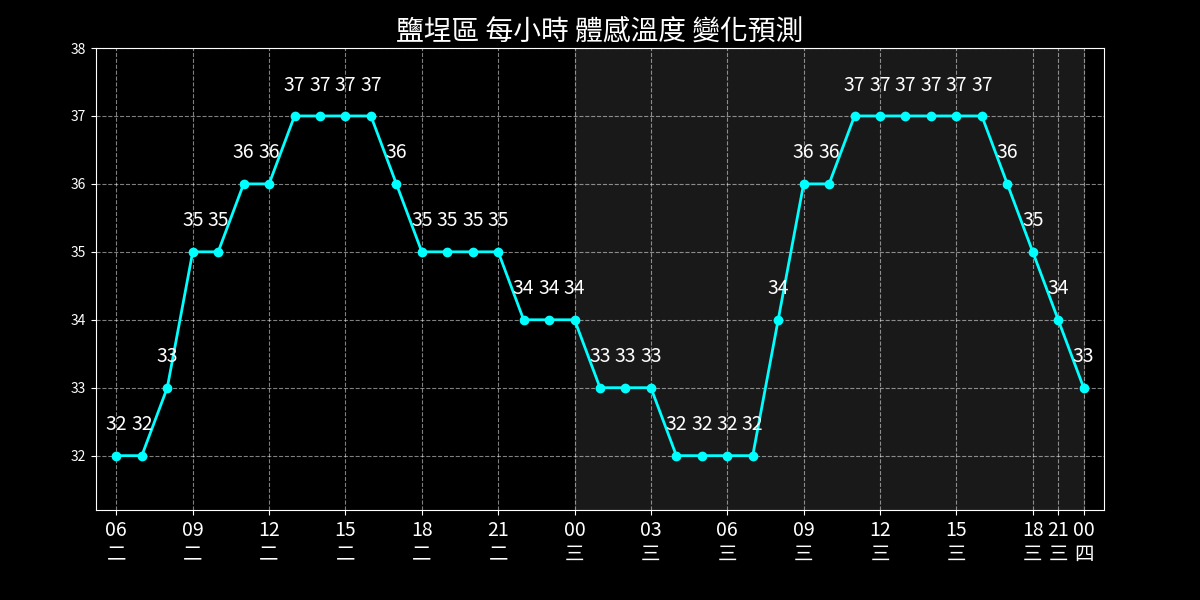 鹽埕區 每小時 體感溫度 變化預測
38
37 37 37 37 37 37 37 37 37 37
37
36 36 36 36 36 36
36
35 35 35 35 35 35 35
35
34 34 34 34 34
34
33 33 33 33 33
33
32 32 32 32 32 32
32
06 09 12 15 18 21 00 03 06 09 12 15 18 21 00
二 二 二 二 二 二 三 三 三 三 三 三 三 三 四